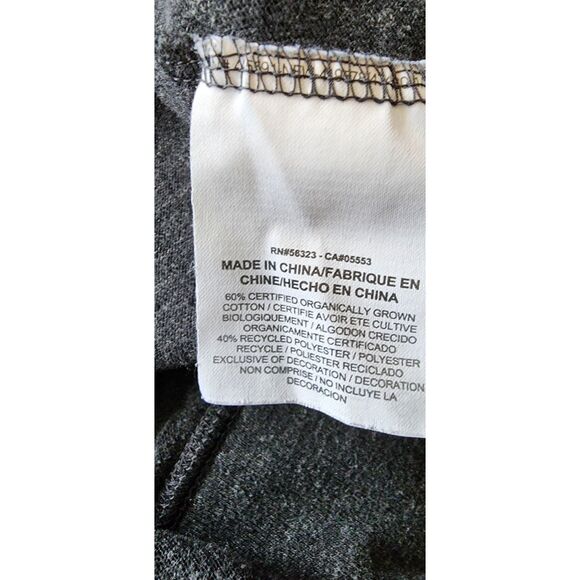 RN#56323 - CA#05553
MADE IN CHINA/FABRIQUE EN
CHINE/HECHO EN CHINA
60% CERTIFIED ORGANICALLY GROWN
COTTON / CERTIFIE AVOIR ETE CULTIVE
BIOLOGIQUEMENT / ALGODON CRECIDO
ORGANICAMENTE CERTIFICADO
40% RECYCLED POLYESTER / POLYESTER
RECYCLE / POLIESTER RECICLADO
EXCLUSIVE OF DECORATION / DECORATION
NON COMPRISE / NO INCLUYE LA
DECORACION